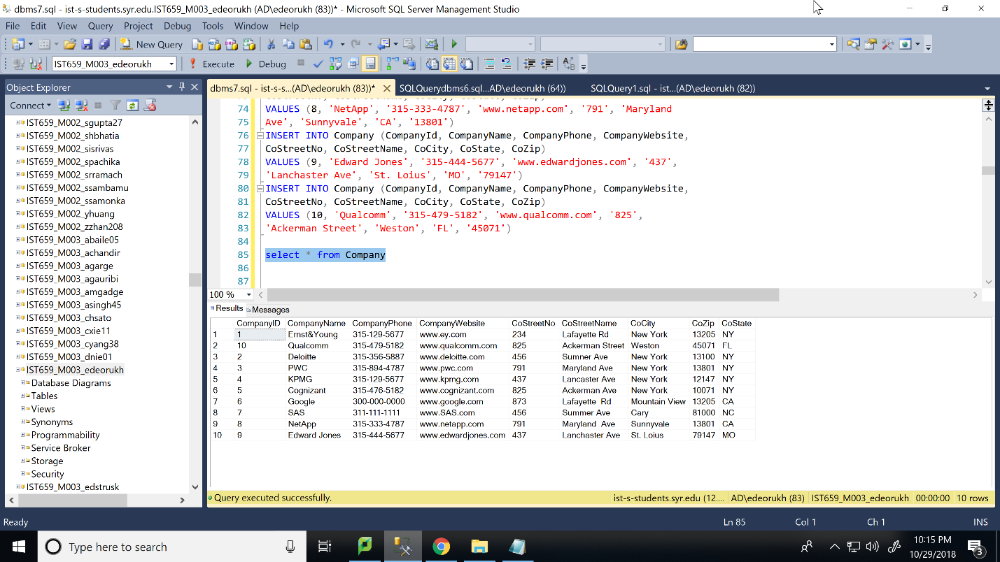 dbms7.sql - ist-s-students.syr.edu.IST659_M003_edeorukh (AD\edeorukh (83))* - Microsoft SQL Server Management Studio
File Edit View Query Project Debug Tools Window Help
New Query
IST659_M003_edeorukh Execute Debug
Object Explorer
Connect
IST659_M002_sgupta27
IST659_M002_shbhatia
IST659_M002_sisrivas
IST659_M002_spachika
IST659_M002_srramach
IST659_M002_ssambamu
IST659_M002_ssamonka
IST659_M002_yhuang
IST659_M002_zzhan208
IST659_M003_abaile05
IST659_M003_achandir
IST659_M003_agarge
IST659_M003_agauribi
IST659_M003_amgadge
IST659_M003_asingh45
IST659_M003_chsato
IST659_M003_cxie11
IST659_M003_cyang38
IST659_M003_dnie01
IST659_M003_edeorukh
Database Diagrams
Tables
Views
Synonyms
Programmability
Service Broker
Storage
Security
IST659_M003_edstrusk
dbms7.sql - ist-s-s...(AD\edeorukh (83))* SQLQuerydbms6.sql...AD\edeorukh (64)) SQLQuery1.sql - ist...(AD\edeorukh (82))
74 VALUES (8, 'NetApp', '315-333-4787', 'www.netapp.com', '791', 'Maryland
75 Ave', 'Sunnyvale', 'CA', '13801')
76 INSERT INTO Company (CompanyId, CompanyName, CompanyPhone, CompanyWebsite,
77 CoStreetNo, CoStreetName, CoCity, CoState, CoZip)
78 VALUES (9, 'Edward Jones', '315-444-5677', 'www.edwardjones.com', '437',
79 'Lanchaster Ave', 'St. Loius', 'MO', '79147')
80 INSERT INTO Company (CompanyId, CompanyName, CompanyPhone, CompanyWebsite,
81 CoStreetNo, CoStreetName, CoCity, CoState, CoZip)
82 VALUES (10, 'Qualcomm', '315-479-5182', 'www.qualcomm.com', '825',
83 'Ackerman Street', 'Weston', 'FL', '45071')
84
85 select * from Company
86
87
100 %
Results Messages
CompanyID CompanyName CompanyPhone CompanyWebsite CoStreetNo CoStreetName CoCity CoZip CoState
1 1 Ernst&Young 315-129-5677 www.ey.com 234 Lafayette Rd New York 13205 NY
2 10 Qualcomm 315-479-5182 www.qualcomm.com 825 Ackerman Street Weston 45071 FL
3 2 Deloitte 315-356-5887 www.deloitte.com 456 Sumner Ave New York 13100 NY
4 3 PWC 315-894-4787 www.pwc.com 791 Maryland Ave New York 13801 NY
5 4 KPMG 315-129-5677 www.kpmg.com 437 Lancaster Ave New York 12147 NY
6 5 Cognizant 315-476-5182 www.cognizant.com 825 Ackerman Ave New York 10071 NY
7 6 Google 300-000-0000 www.google.com 873 Lafayette Rd Mountain View 13205 CA
8 7 SAS 311-111-1111 www.SAS.com 456 Summer Ave Cary 81000 NC
9 8 NetApp 315-333-4787 www.netapp.com 791 Maryland Ave Sunnyvale 13801 CA
10 9 Edward Jones 315-444-5677 www.edwardjones.com 437 Lanchaster Ave St. Loius 79147 MO
Query executed successfully. ist-s-students.syr.edu (12.... AD\edeorukh (83) IST659_M003_edeorukh 00:00:00 10 rows
Ready Ln 85 Col 1 Ch 1 INS
Type here to search
10:15 PM
10/29/2018
3